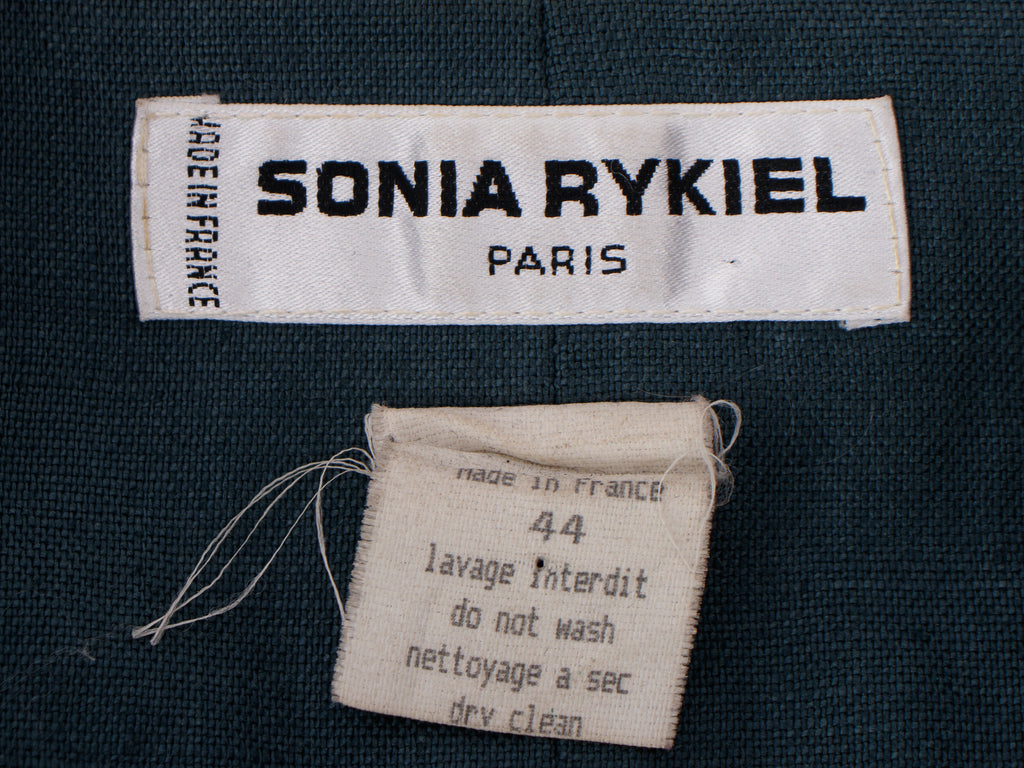 MADE IN FRANCE
SONIA RYKIEL
PARIS
Made in France
44
lavage interdit
do not wash
nettoyage a sec
dry clean